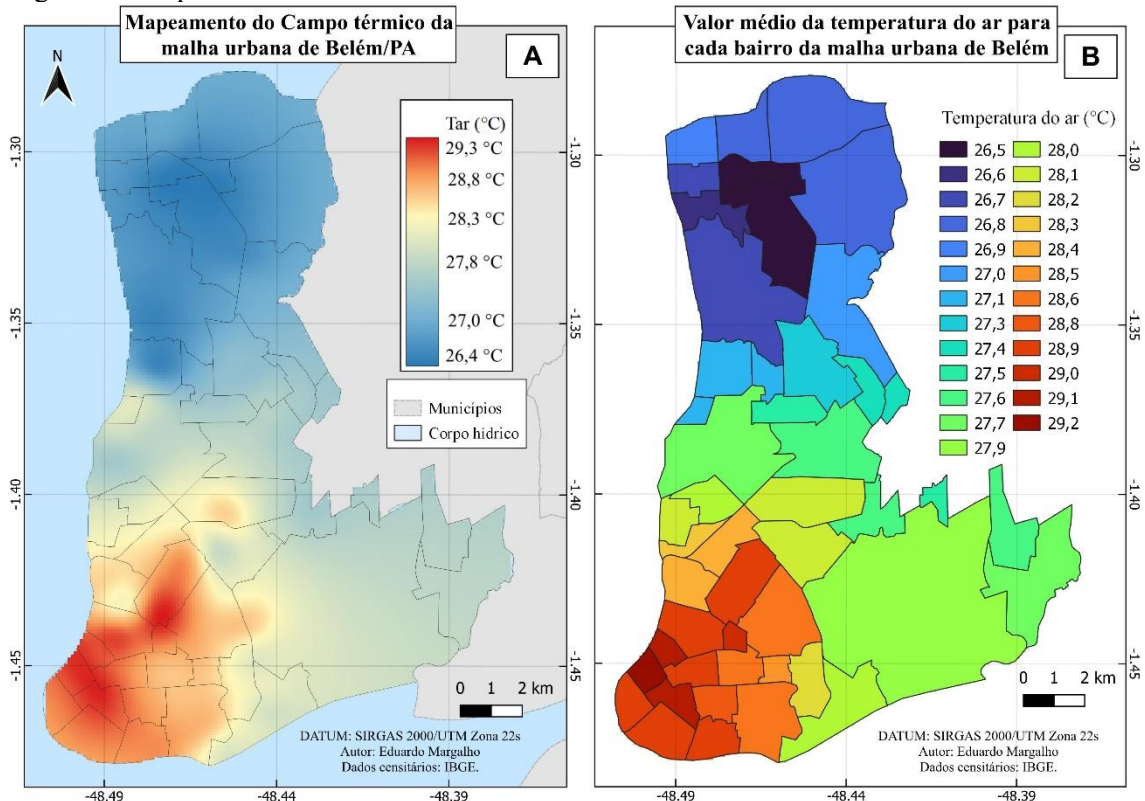 Mapeamento do Campo térmico da
malha urbana de Belém/PA
A
N
Tar (°C)
29,3 °C
28,8 °C
28,3 °C
27,8 °C
27,0 °C
26,4 °C
Municípios
Corpo hídrico
-1.30
-1.35
-1.40
-1.45
0 1 2 km
DATUM: SIRGAS 2000/UTM Zona 22s
Autor: Eduardo Margalho
Dados censitários: IBGE.
-48.49
-48.44
-48.39
Valor médio da temperatura do ar para
cada bairro da malha urbana de Belém
B
Temperatura do ar (°C)
26,5 28,0
26,6 28,1
26,7 28,2
26,8 28,3
26,9 28,4
27,0 28,5
27,1 28,6
27,3 28,8
27,4 28,9
27,5 29,0
27,6 29,1
27,7 29,2
27,9
-1.30
-1.35
-1.40
-1.45
0 1 2 km
DATUM: SIRGAS 2000/UTM Zona 22s
Autor: Eduardo Margalho
Dados censitários: IBGE.
-48.49
-48.44
-48.39